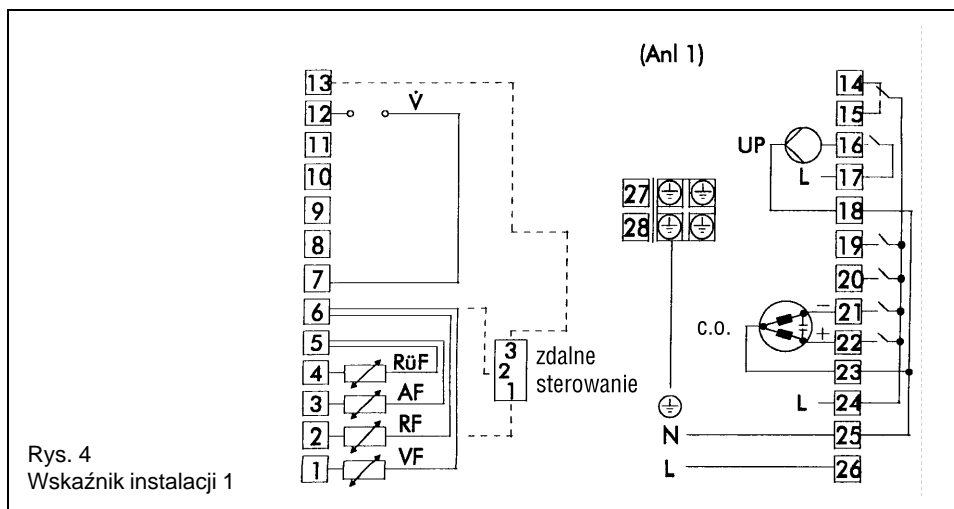 (Anl 1)
13
12
V̇
11
10
9
8
7
6
5
4
RüF
3
AF
2
RF
1
VF
3
2
1
zdalne
sterowanie
27
28
N
L
14
15
UP
16
L
17
18
19
20
21
−
C.O.
22
+
23
L
24
25
26
Rys. 4
Wskaźnik instalacji 1